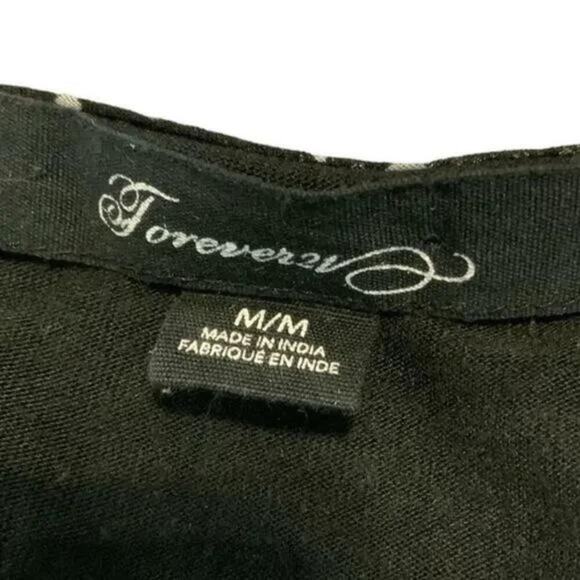 Forever21
M/M
MADE IN INDIA
FABRIQUÉ EN INDE